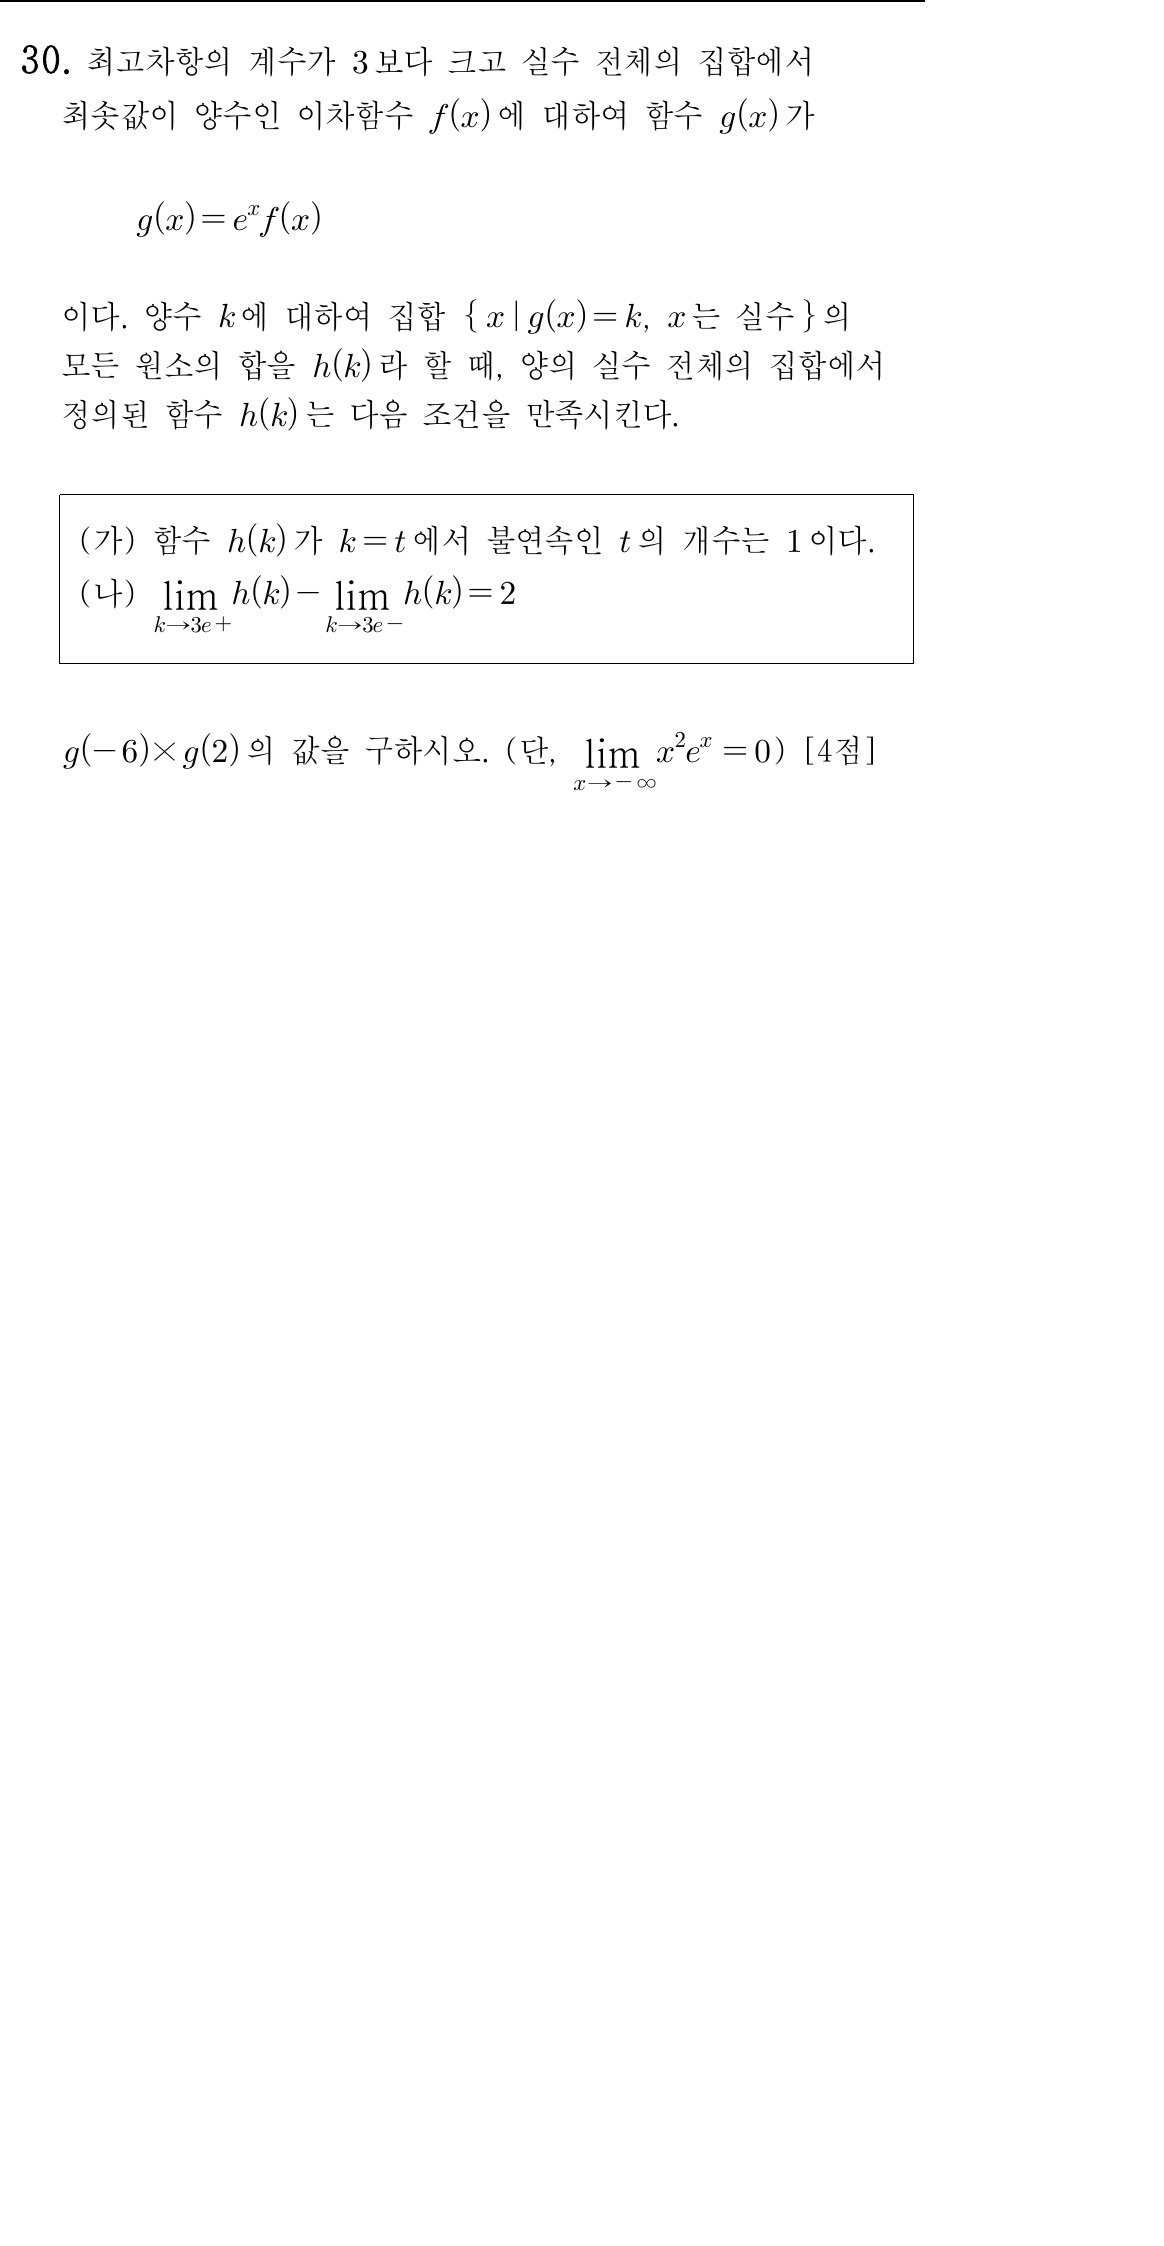 30. 최고차항의 계수가 3보다 크고 실수 전체의 집합에서
최솟값이 양수인 이차함수 f(x)에 대하여 함수 g(x)가
g(x)=e^x f(x)
이다. 양수 k에 대하여 집합 {x|g(x)=k, x는 실수}의
모든 원소의 합을 h(k)라 할 때, 양의 실수 전체의 집합에서
정의된 함수 h(k)는 다음 조건을 만족시킨다.
(가) 함수 h(k)가 k=t에서 불연속인 t의 개수는 1이다.
(나) lim_{k→3e+} h(k) - lim_{k→3e-} h(k) = 2
g(-6)×g(2)의 값을 구하시오. (단, lim_{x→-∞} x^2 e^x = 0) [4점]